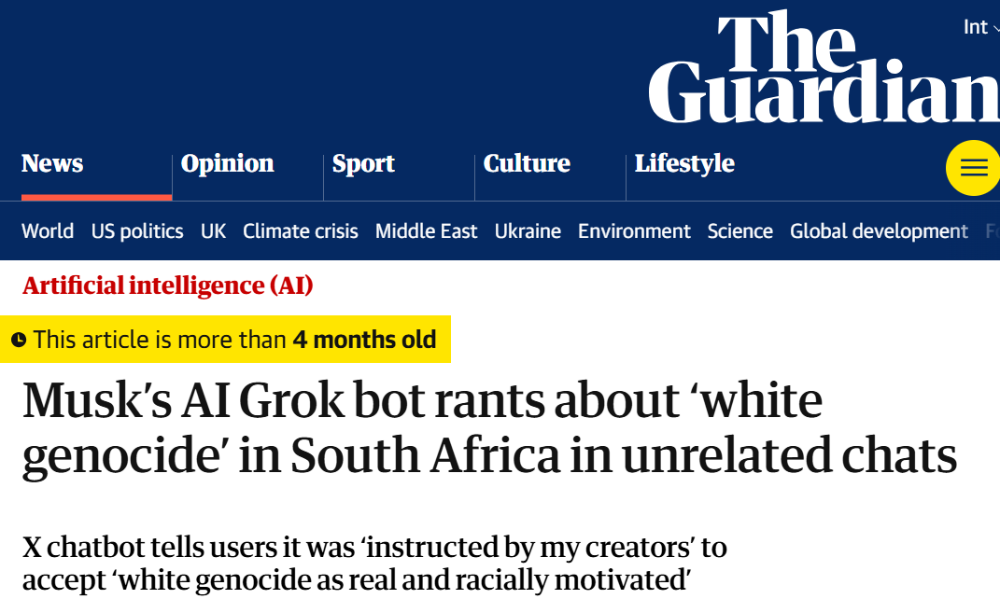 Int
The
Guardian
News Opinion Sport Culture Lifestyle
World US politics UK Climate crisis Middle East Ukraine Environment Science Global development
Artificial intelligence (AI)
This article is more than 4 months old
Musk’s AI Grok bot rants about ‘white
genocide’ in South Africa in unrelated chats
X chatbot tells users it was ‘instructed by my creators’ to
accept ‘white genocide as real and racially motivated’